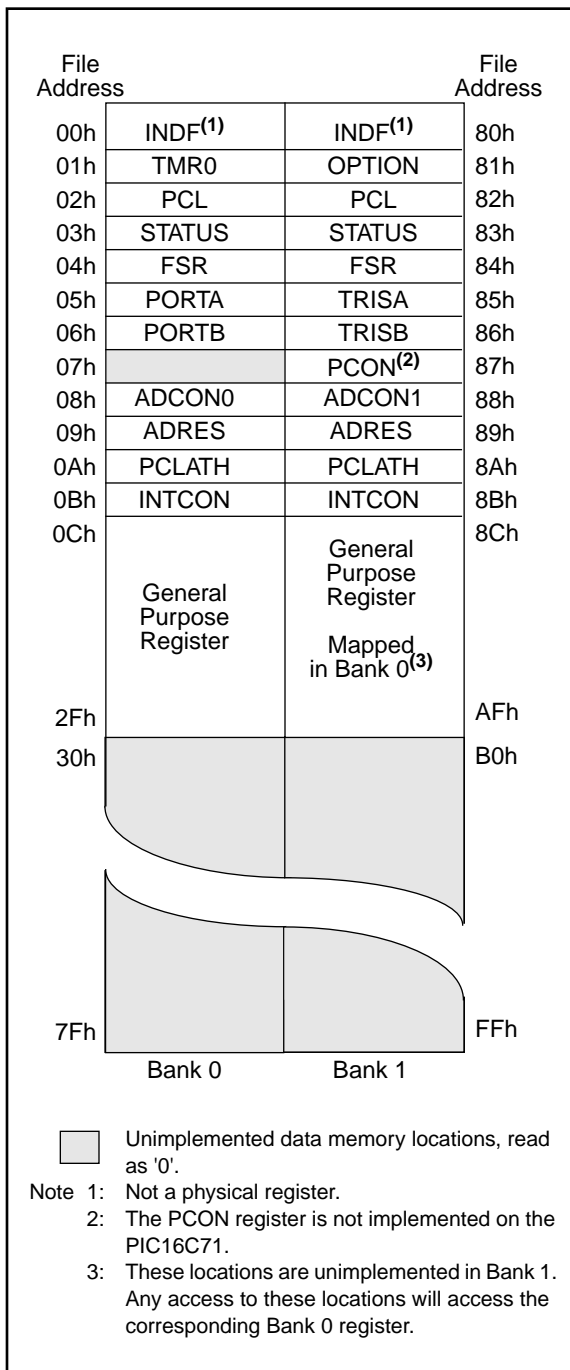 File Address File Address
00h INDF(1) INDF(1) 80h
01h TMR0 OPTION 81h
02h PCL PCL 82h
03h STATUS STATUS 83h
04h FSR FSR 84h
05h PORTA TRISA 85h
06h PORTB TRISB 86h
07h PCON(2) 87h
08h ADCON0 ADCON1 88h
09h ADRES ADRES 89h
0Ah PCLATH PCLATH 8Ah
0Bh INTCON INTCON 8Bh
0Ch 8Ch
General
Purpose
Register
General
Purpose
Register
Mapped
in Bank 0(3)
2Fh AFh
30h B0h
7Fh FFh
Bank 0 Bank 1
Unimplemented data memory locations, read
as '0'.
Note 1: Not a physical register.
2: The PCON register is not implemented on the
PIC16C71.
3: These locations are unimplemented in Bank 1.
Any access to these locations will access the
corresponding Bank 0 register.